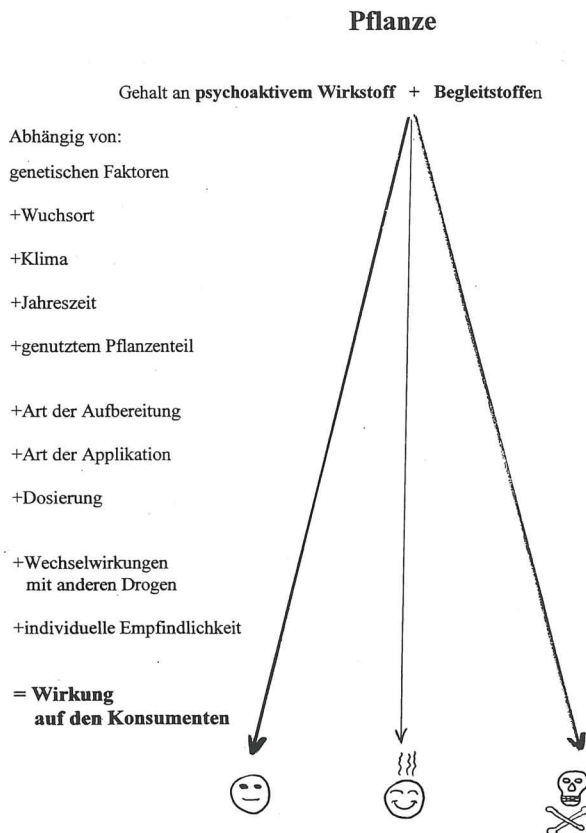 Pflanze
Gehalt an psychoaktivem Wirkstoff + Begleitstoffen
Abhängig von:
genetischen Faktoren
+Wuchsort
+Klima
+Jahreszeit
+genutztem Pflanzenteil
+Art der Aufbereitung
+Art der Applikation
+Dosierung
+Wechselwirkungen
mit anderen Drogen
+individuelle Empfindlichkeit
= Wirkung
auf den Konsumenten